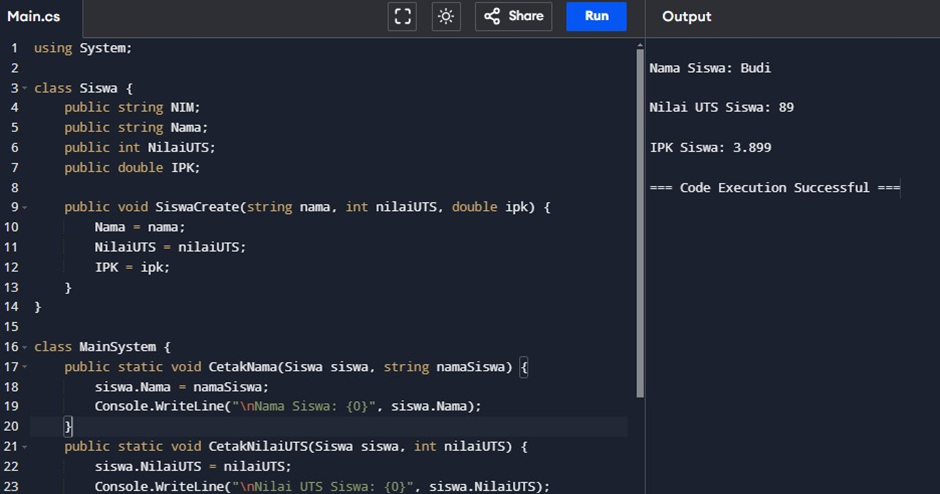 Main.cs Share Run Output
1 using System;
2
3 class Siswa {
4 public string NIM;
5 public string Nama;
6 public int NilaiUTS;
7 public double IPK;
8
9 public void SiswaCreate(string nama, int nilaiUTS, double ipk) {
10 Nama = nama;
11 NilaiUTS = nilaiUTS;
12 IPK = ipk;
13 }
14 }
15
16 class MainSystem {
17 public static void CetakNama(Siswa siswa, string namaSiswa) {
18 siswa.Nama = namaSiswa;
19 Console.WriteLine("\nNama Siswa: {0}", siswa.Nama);
20 }
21 public static void CetakNilaiUTS(Siswa siswa, int nilaiUTS) {
22 siswa.NilaiUTS = nilaiUTS;
23 Console.WriteLine("\nNilai UTS Siswa: {0}", siswa.NilaiUTS);
Nama Siswa: Budi
Nilai UTS Siswa: 89
IPK Siswa: 3.899
=== Code Execution Successful ===